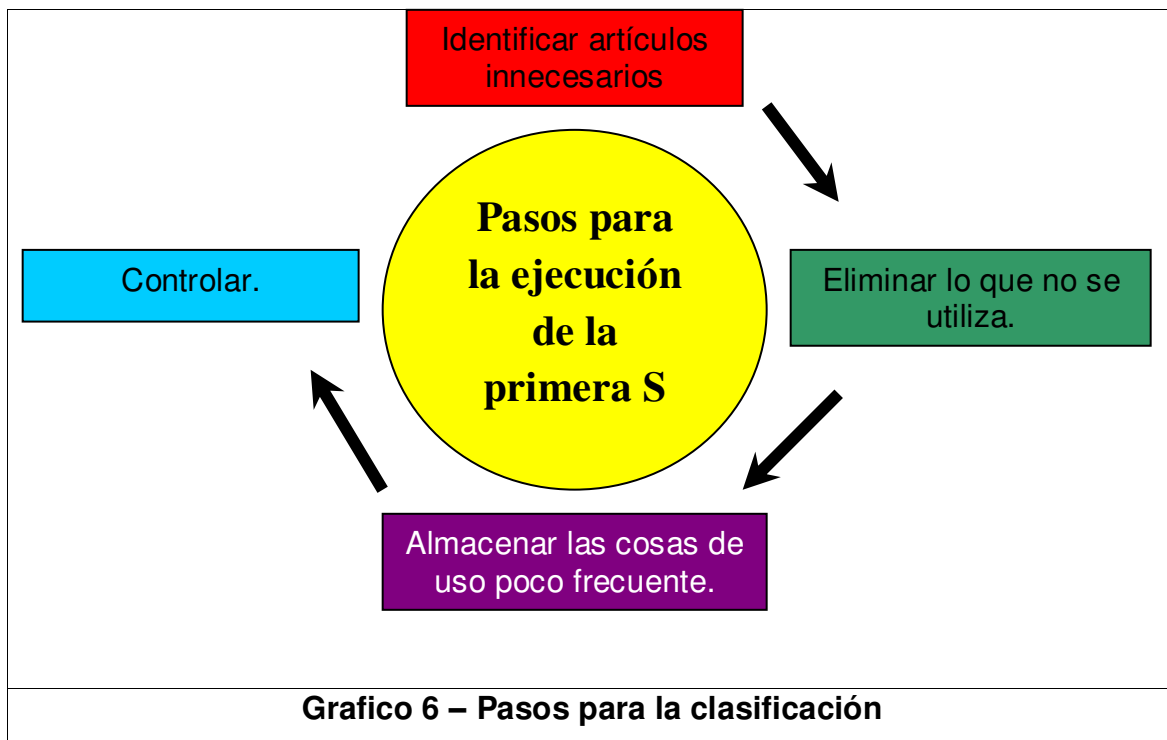 Identificar artículos
innecesarios
Pasos para
la ejecución
de la
primera S
Controlar.
Eliminar lo que no se
utiliza.
Almacenar las cosas de
uso poco frecuente.
Grafico 6 – Pasos para la clasificación